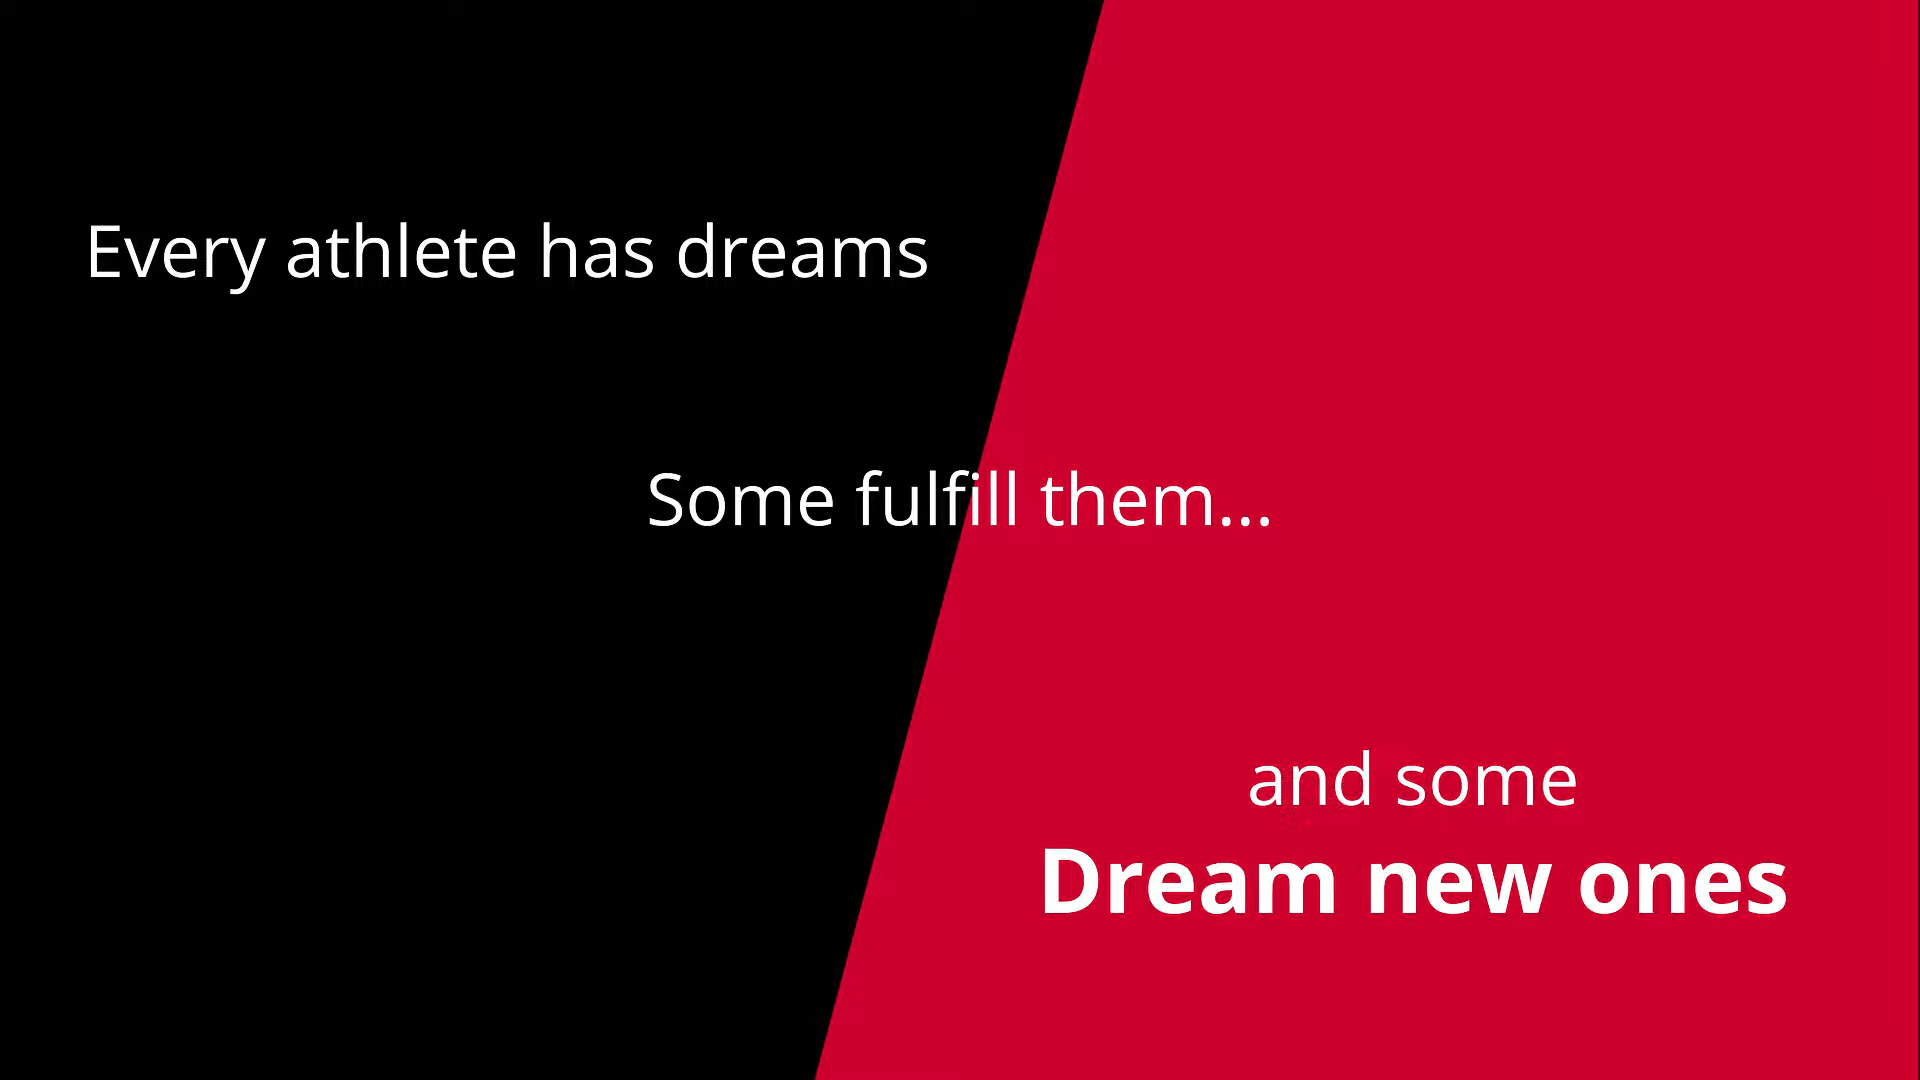 Every athlete has dreams
Some fulfill them...
and some
Dream new ones